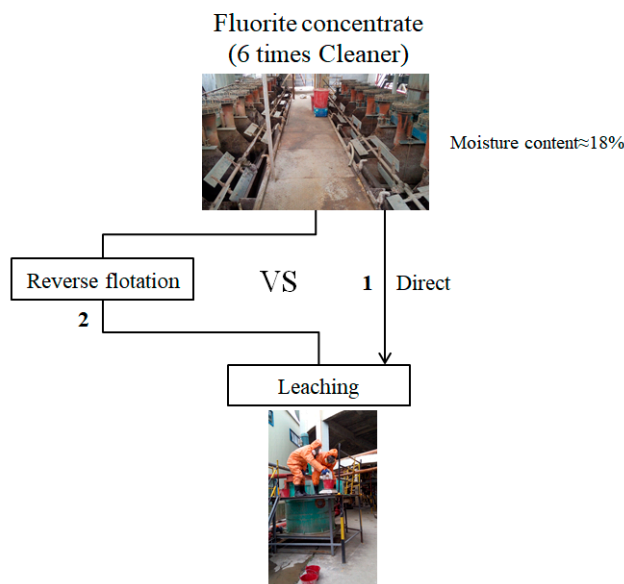 Fluorite concentrate
(6 times Cleaner)
Moisture content≈18%
Reverse flotation
VS
1 Direct
2
Leaching